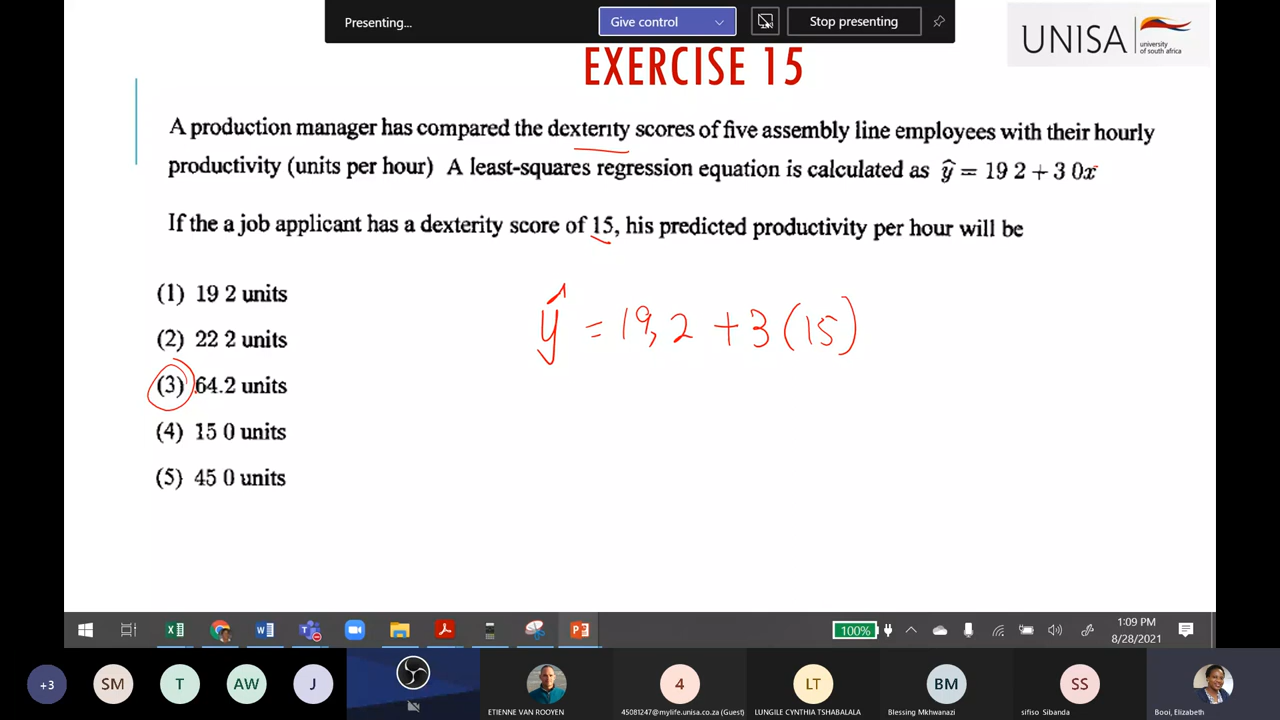 Presenting...
Give control
Stop presenting
UNISA
university
of south africa
EXERCISE 15
A production manager has compared the dexterity scores of five assembly line employees with their hourly
productivity (units per hour) A least-squares regression equation is calculated as ŷ = 19 2 + 3 0x
If the a job applicant has a dexterity score of 15, his predicted productivity per hour will be
(1) 19 2 units
(2) 22 2 units
(3) 64.2 units
(4) 15 0 units
(5) 45 0 units
ŷ = 19,2 + 3 (15)
100%
1:09 PM
8/28/2021
+3
SM
T
AW
J
ETIENNE VAN ROOYEN
4
45081247@mylife.unisa.co.za (Guest)
LT
LUNGILE CYNTHIA TSHABALALA
BM
Blessing Mkhwanazi
SS
sifiso Sibanda
Booi, Elizabeth